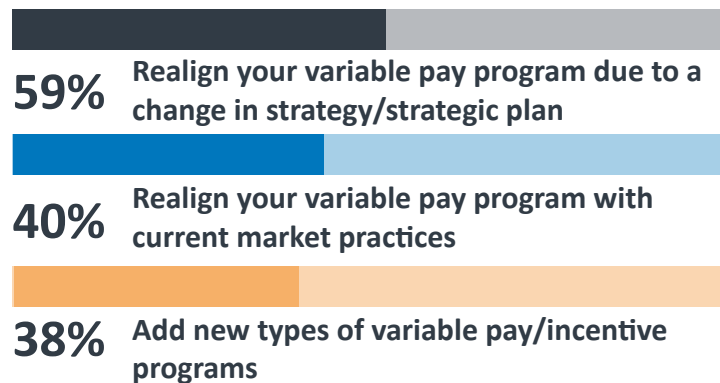 59% Realign your variable pay program due to a
change in strategy/strategic plan
40% Realign your variable pay program with
current market practices
38% Add new types of variable pay/incentive
programs